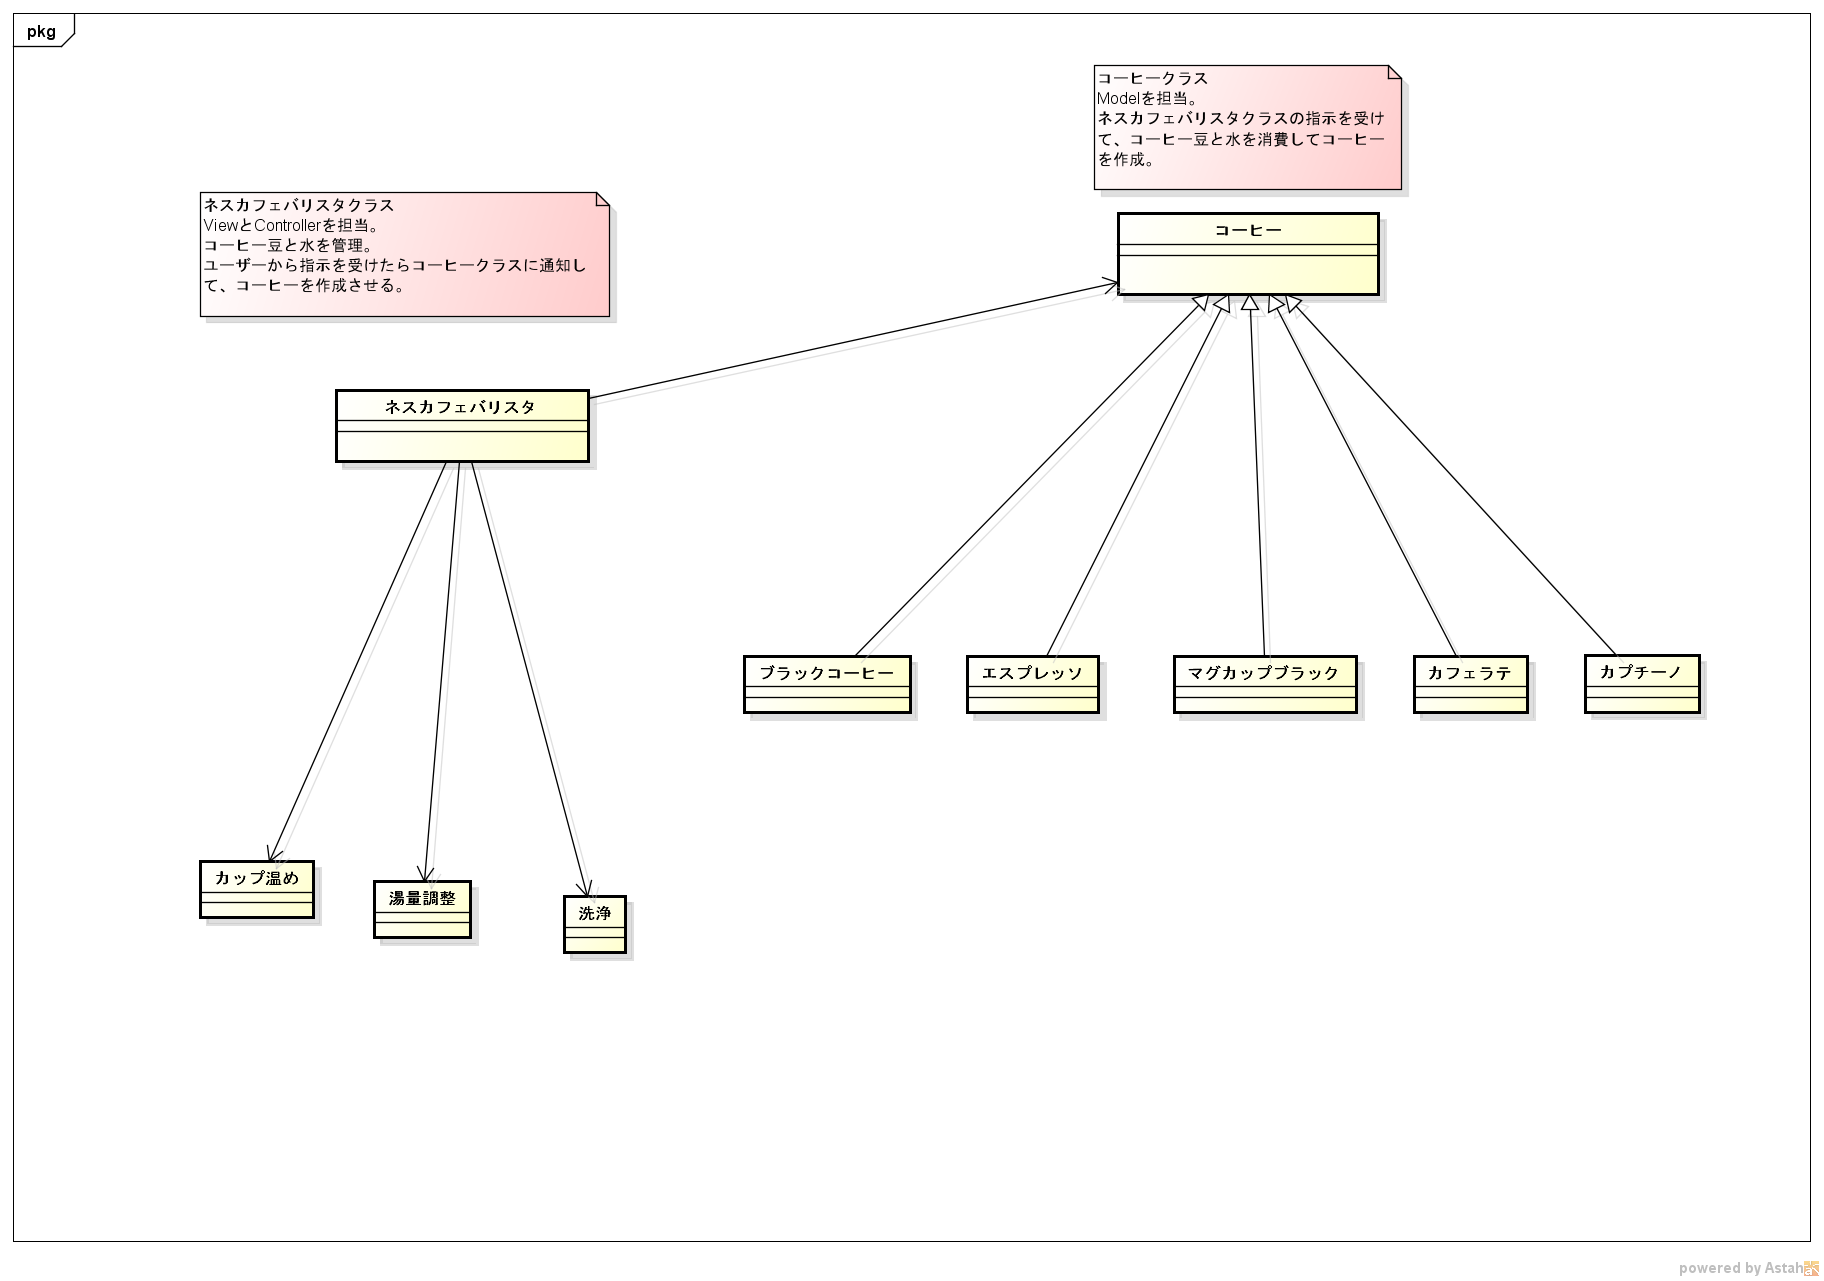 pkg
コーヒークラス
Modelを担当。
ネスカフェバリスタクラスの指示を受け
て、コーヒー豆と水を消費してコーヒー
を作成。
ネスカフェバリスタクラス
ViewとControllerを担当。
コーヒー豆と水を管理。
ユーザーから指示を受けたらコーヒークラスに通知し
て、コーヒーを作成させる。
コーヒー
ネスカフェバリスタ
ブラックコーヒー
エスプレッソ
マグカップブラック
カフェラテ
カプチーノ
カップ温め
湯量調整
洗浄
powered by Astah